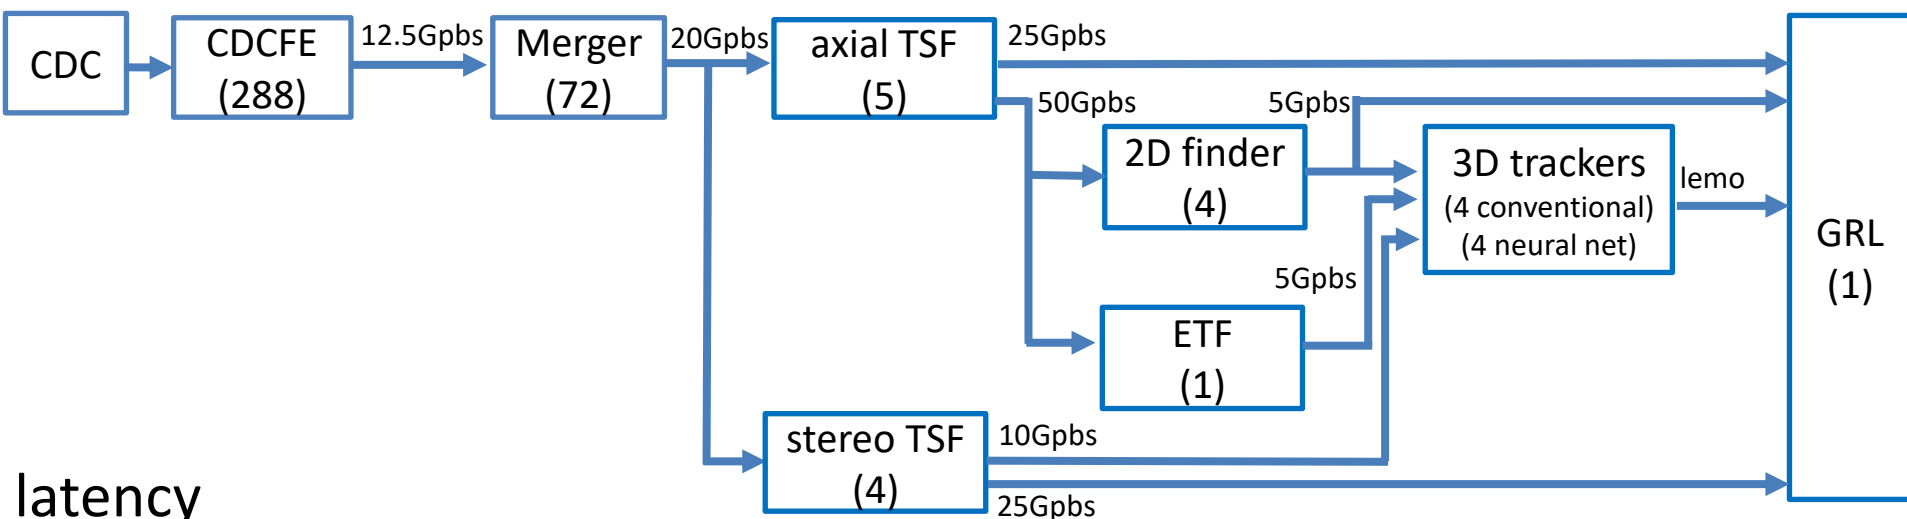 CDC
CDCFE
(288)
12.5Gpbs
Merger
(72)
20Gpbs
axial TSF
(5)
25Gpbs
50Gpbs
2D finder
(4)
5Gpbs
3D trackers
(4 conventional)
(4 neural net)
lemo
GRL
(1)
5Gpbs
ETF
(1)
stereo TSF
(4)
10Gpbs
25Gpbs
latency